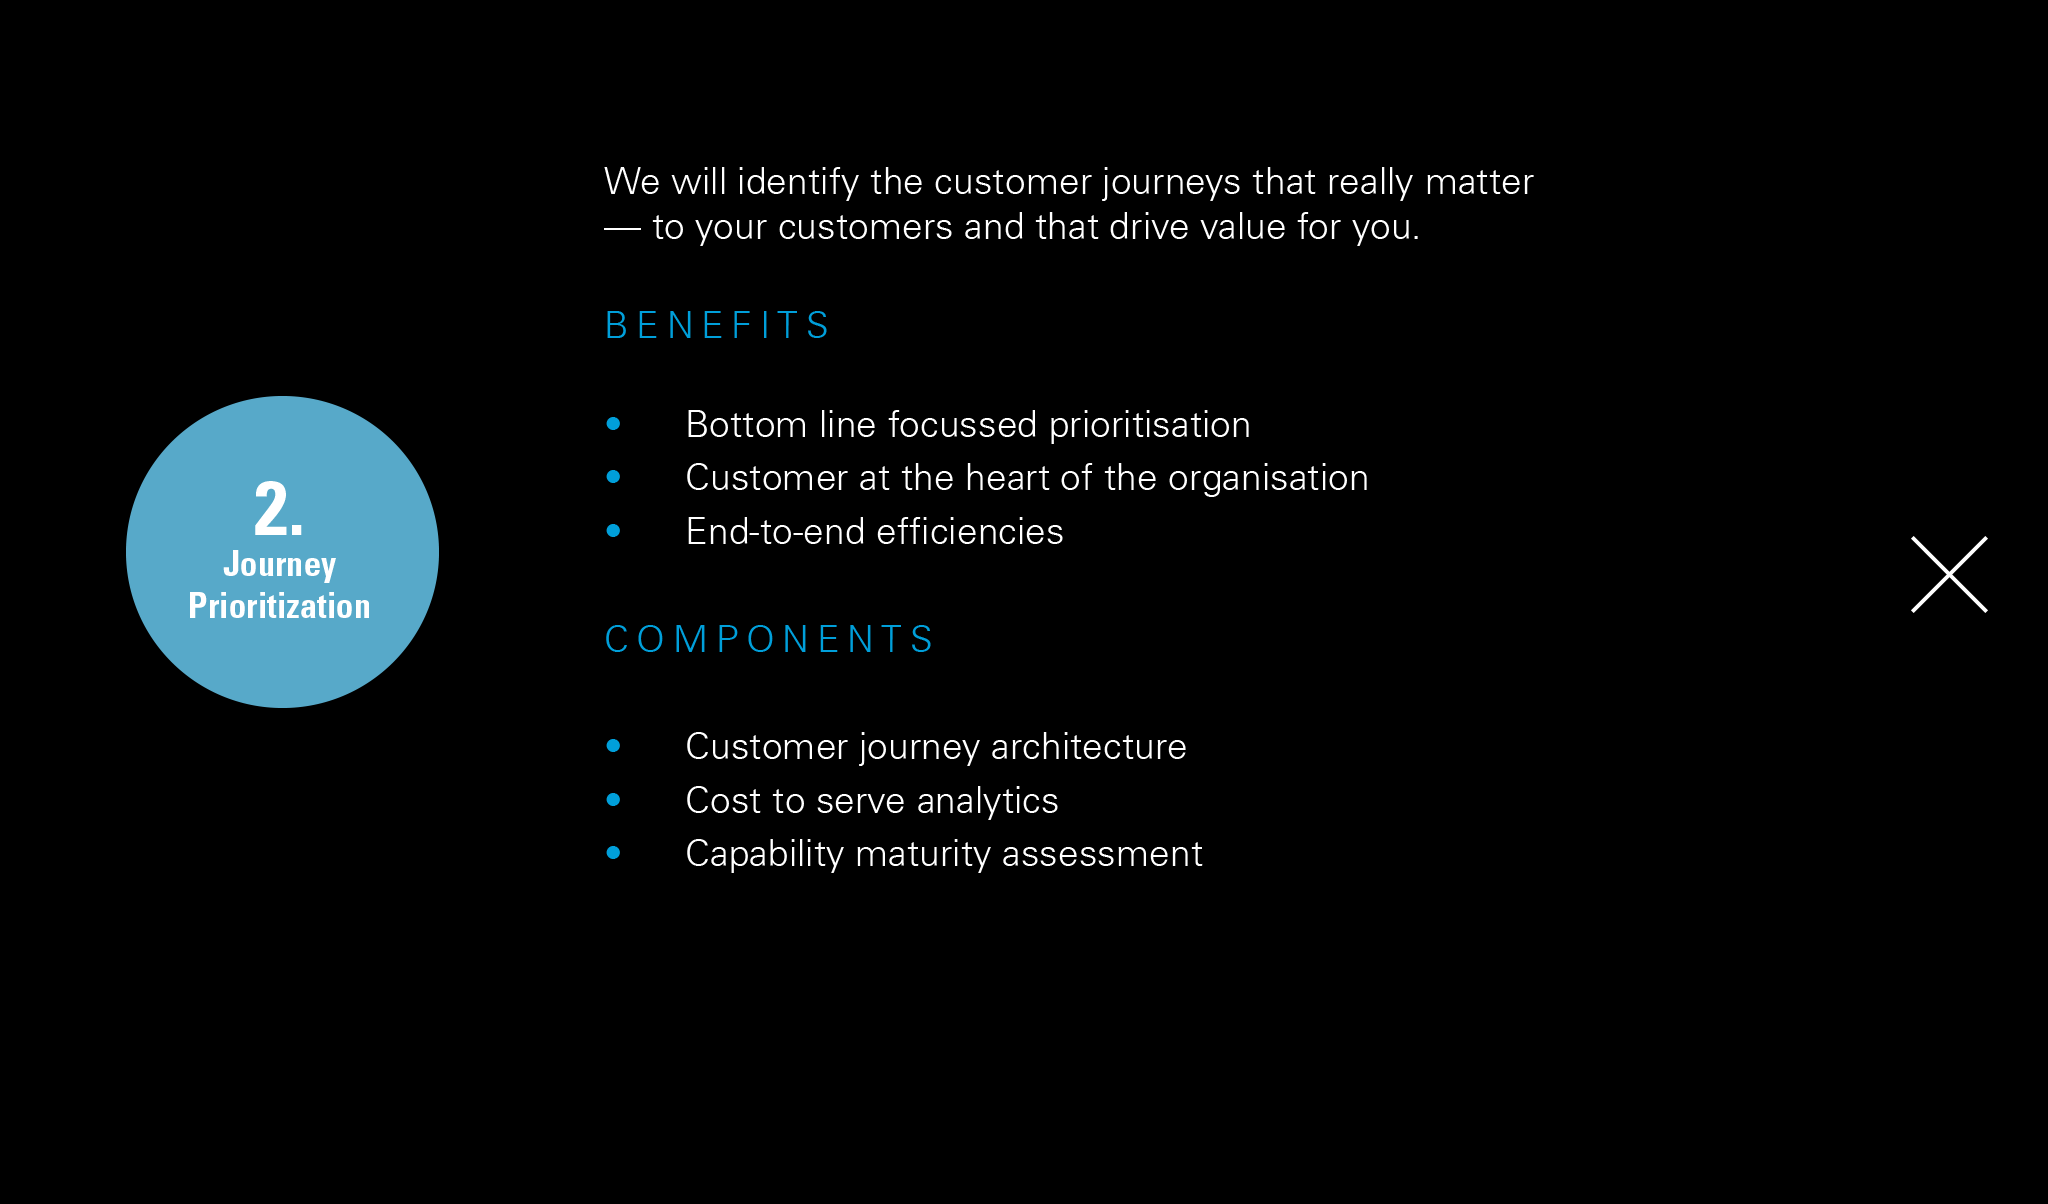 2.
Journey
Prioritization
We will identify the customer journeys that really matter
— to your customers and that drive value for you.
BENEFITS
• Bottom line focussed prioritisation
• Customer at the heart of the organisation
• End-to-end efficiencies
COMPONENTS
• Customer journey architecture
• Cost to serve analytics
• Capability maturity assessment